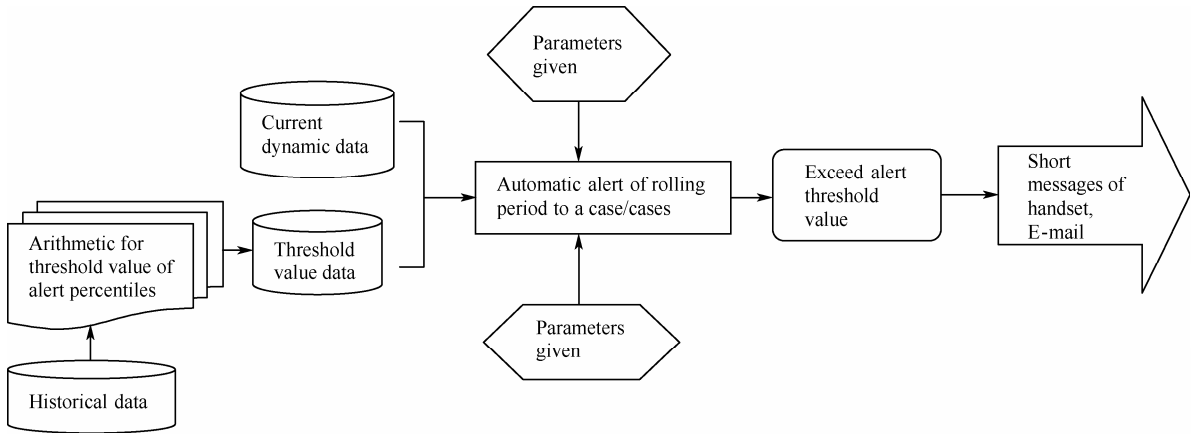 Parameters
given
Current
dynamic data
Automatic alert of rolling
period to a case/cases
Exceed alert
threshold
value
Short
messages of
handset,
E-mail
Arithmetic for
threshold value of
alert percentiles
Threshold
value data
Parameters
given
Historical data